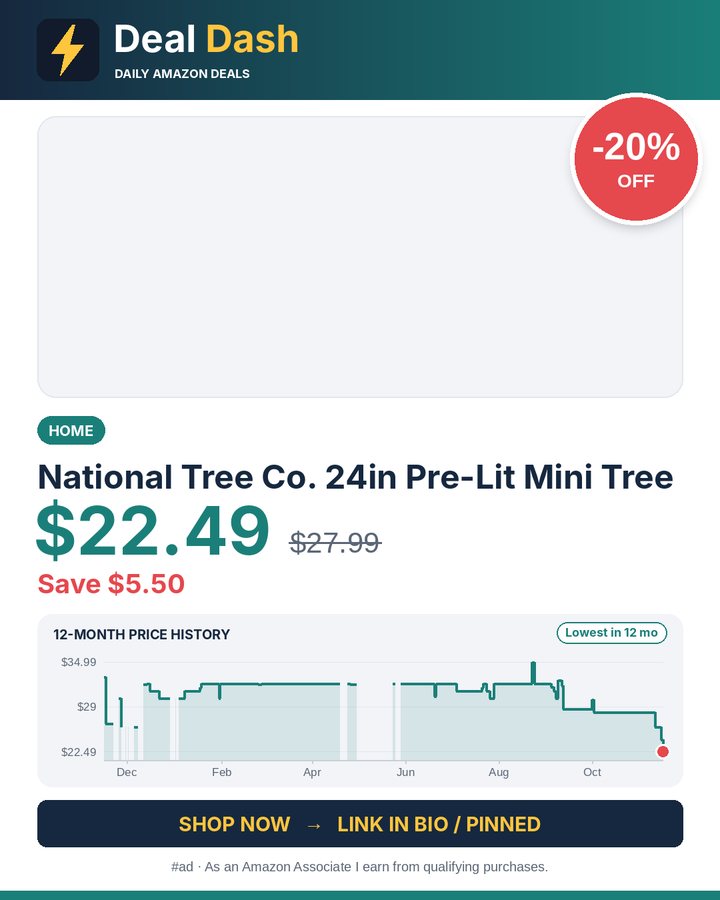 Deal Dash
DAILY AMAZON DEALS
-20%
OFF
HOME
National Tree Co. 24in Pre-Lit Mini Tree
$22.49 $27.99
Save $5.50
12-MONTH PRICE HISTORY
Lowest in 12 mo
$34.99
$29
$22.49
Dec Feb Apr Jun Aug Oct
SHOP NOW → LINK IN BIO / PINNED
#ad · As an Amazon Associate I earn from qualifying purchases.